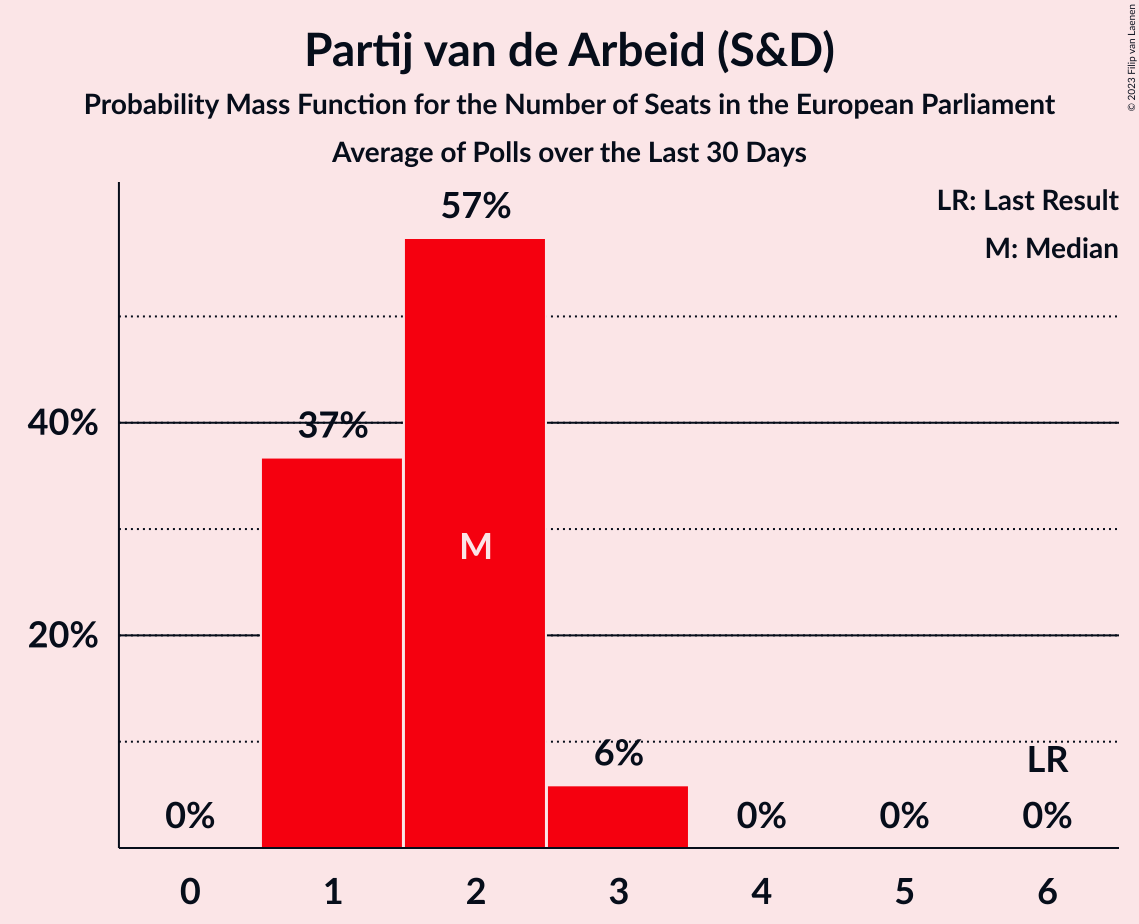 Partij van de Arbeid (S&D)
Probability Mass Function for the Number of Seats in the European Parliament
Average of Polls over the Last 30 Days
© 2023 Filip van Laenen
LR: Last Result
M: Median
57%
40%
37%
M
20%
6%
LR
0%
0%
0%
0%
0 1 2 3 4 5 6